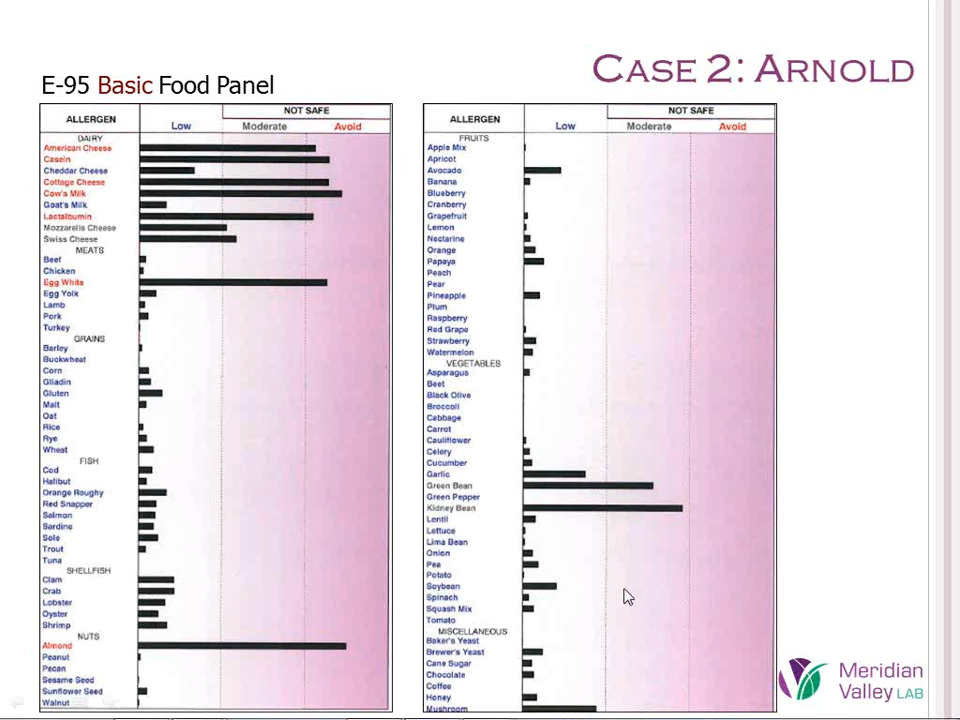 CASE 2: ARNOLD
E-95 Basic Food Panel
ALLERGEN
NOT SAFE
Low
Moderate
Avoid
DAIRY
American Cheese
Casein
Cheddar Cheese
Cottage Cheese
Cow's Milk
Goat's Milk
Lactalbumin
Mozzarella Cheese
Swiss Cheese
MEATS
Beef
Chicken
Egg White
Egg Yolk
Lamb
Pork
Turkey
GRAINS
Barley
Buckwheat
Corn
Gliadin
Gluten
Malt
Oat
Rice
Rye
Wheat
FISH
Cod
Halibut
Orange Roughy
Red Snapper
Salmon
Sardine
Sole
Trout
Tuna
SHELLFISH
Clam
Crab
Lobster
Oyster
Shrimp
NUTS
Almond
Peanut
Pecan
Sesame Seed
Sunflower Seed
Walnut
ALLERGEN
NOT SAFE
Low
Moderate
Avoid
FRUITS
Apple Mix
Apricot
Avocado
Banana
Blueberry
Cranberry
Grapefruit
Lemon
Nectarine
Orange
Papaya
Peach
Pear
Pineapple
Plum
Raspberry
Red Grape
Strawberry
Watermelon
VEGETABLES
Asparagus
Beet
Black Olive
Broccoli
Cabbage
Carrot
Cauliflower
Celery
Cucumber
Garlic
Green Bean
Green Pepper
Kidney Bean
Lentil
Lettuce
Lima Bean
Onion
Pea
Potato
Soybean
Spinach
Squash Mix
Tomato
MISCELLANEOUS
Baker's Yeast
Brewer's Yeast
Cane Sugar
Chocolate
Coffee
Honey
Mushroom
Meridian
Valley LAB